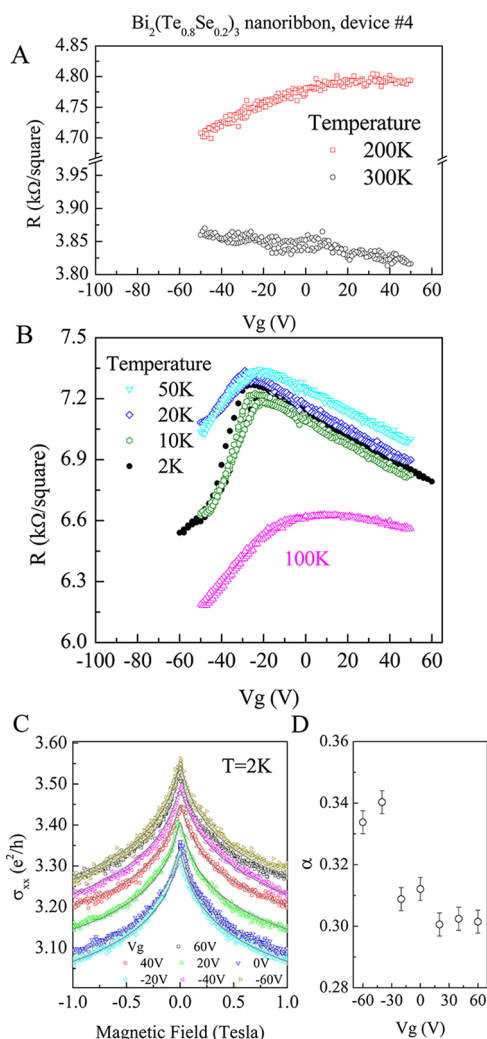 Bi2(Te0.8Se0.2)3 nanoribbon, device #4
A
4.85
4.80
4.75
4.70
3.95
3.90
3.85
3.80
R (kΩ/square)
Temperature
200K
300K
-100 -80 -60 -40 -20 0 20 40 60
Vg (V)
B
7.5
7.2
6.9
6.6
6.3
6.0
R (kΩ/square)
Temperature
50K
20K
10K
2K
100K
-100 -80 -60 -40 -20 0 20 40 60
Vg (V)
C
3.60
3.50
3.40
3.30
3.20
3.10
σxx (e²/h)
T=2K
Vg 60V
40V 20V 0V
-20V -40V -60V
-1.0 -0.5 0.0 0.5 1.0
Magnetic Field (Tesla)
D
0.36
0.34
0.32
0.30
0.28
α
-60 -30 0 30 60
Vg (V)